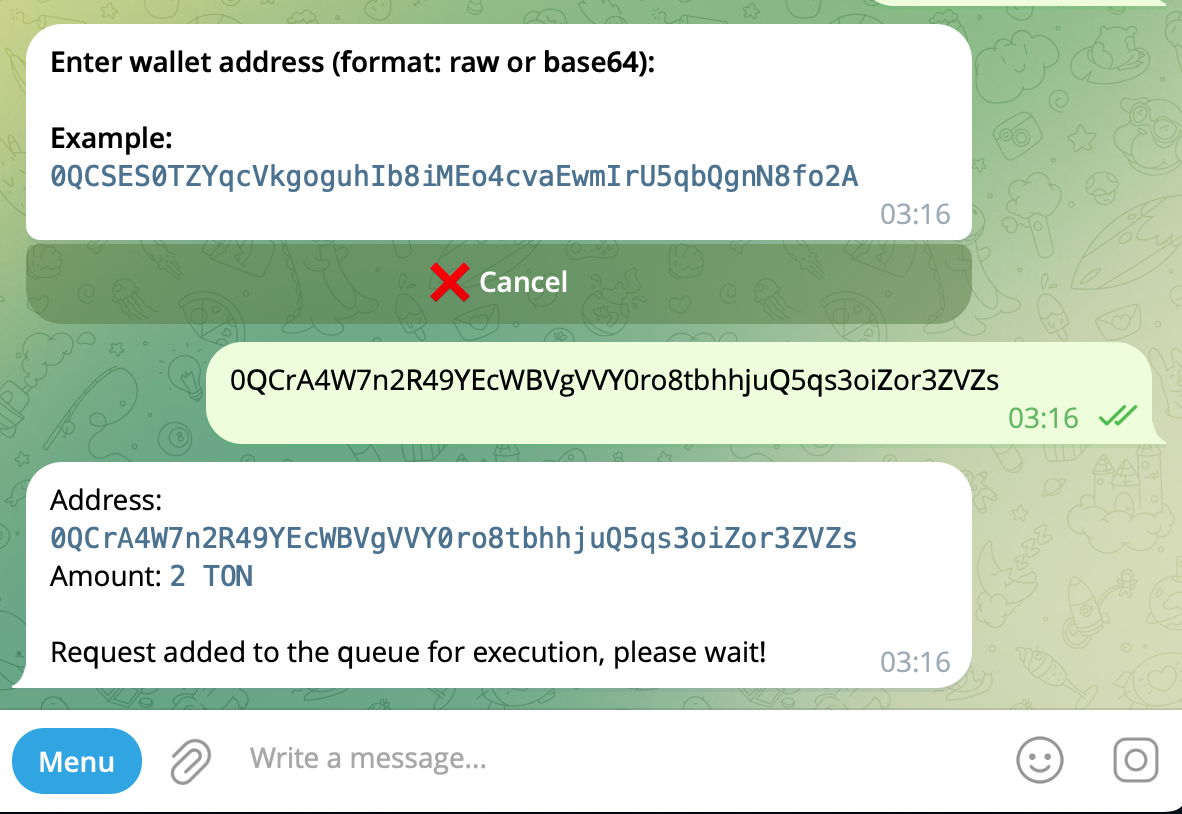 Enter wallet address (format: raw or base64):
Example:
0QCSES0TZYqcVkgoguhIb8iMEo4cvaEwmIrU5qbQgnN8fo2A
03:16
Cancel
0QCrA4W7n2R49YEcWBVgVVY0ro8tbhhjuQ5qs3oiZor3ZVZs
03:16
Address:
0QCrA4W7n2R49YEcWBVgVVY0ro8tbhhjuQ5qs3oiZor3ZVZs
Amount: 2 TON
Request added to the queue for execution, please wait!
03:16
Menu
Write a message...